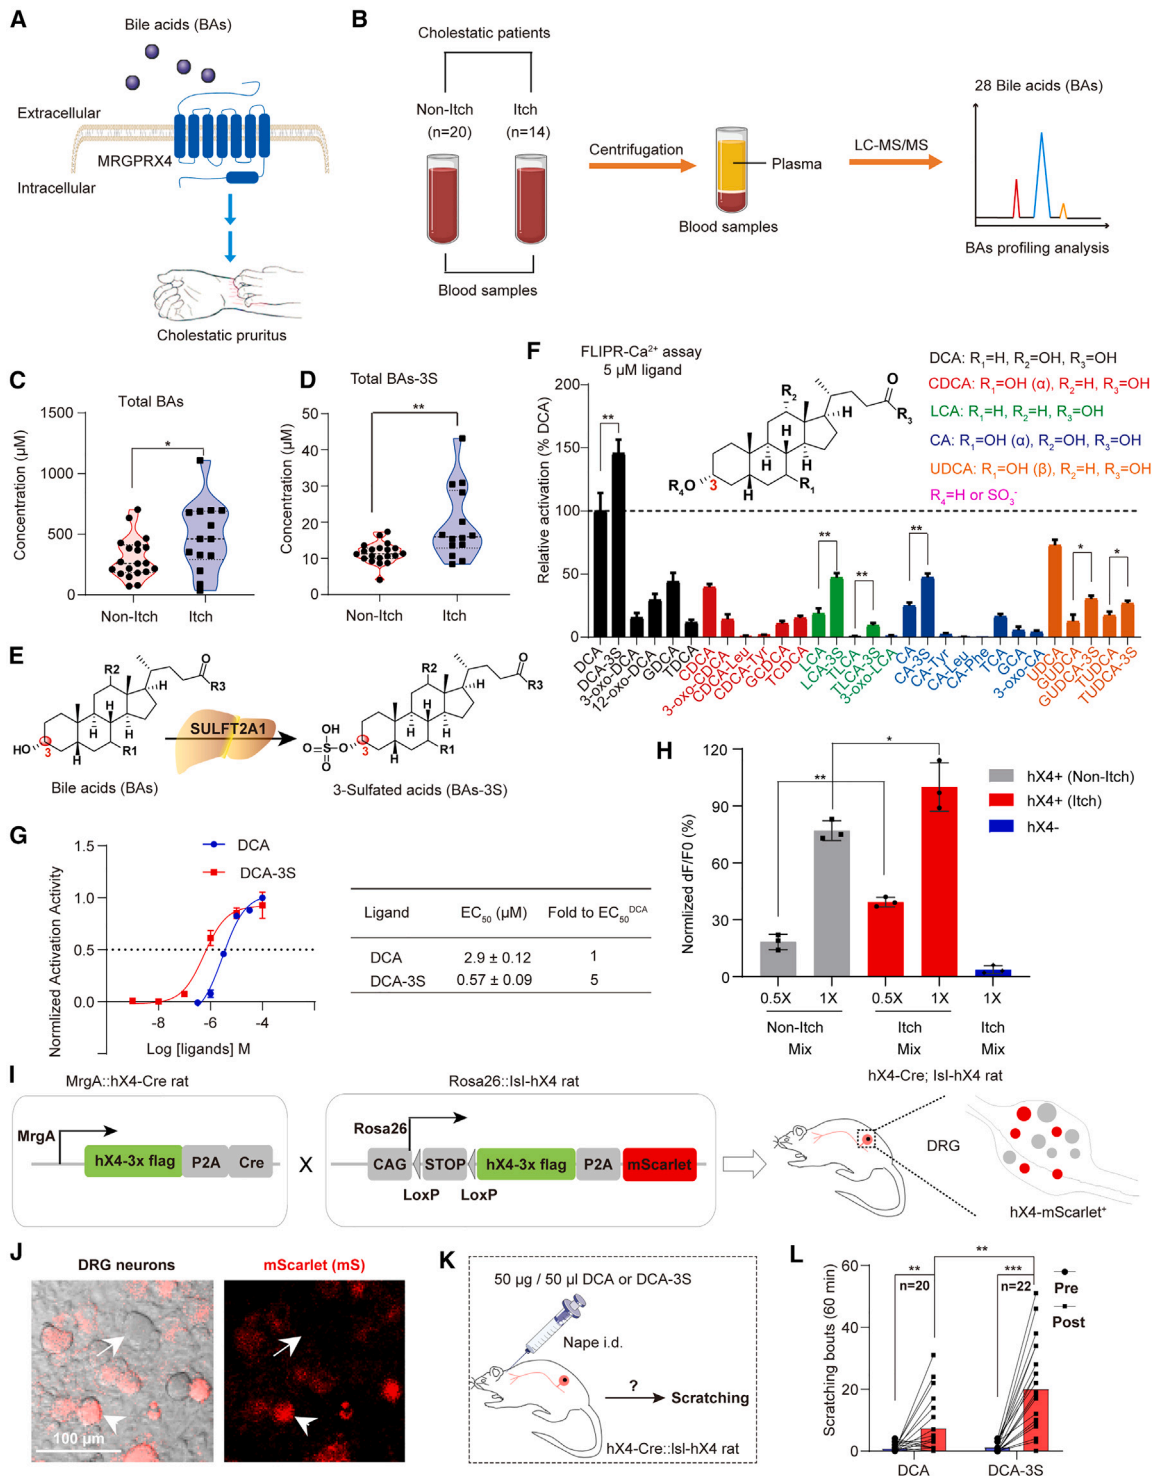 A
Bile acids (BAs)
Extracellular
MRGPRX4
Intracellular
Cholestatic pruritus
B
Cholestatic patients
Non-Itch
(n=20)
Itch
(n=14)
Blood samples
Centrifugation
Plasma
Blood samples
LC-MS/MS
28 Bile acids (BAs)
BAs profiling analysis
C
Total BAs
Concentration (µM)
1500
1000
500
0
*
Non-Itch
Itch
D
Total BAs-3S
Concentration (µM)
50
40
30
20
10
0
**
Non-Itch
Itch
E
R2
O
R3
H
H
H
HO
3
R1
H
Bile acids (BAs)
SULFT2A1
R2
O
R3
OH
O=S-O
O
3
H
H
H
R1
H
3-Sulfated acids (BAs-3S)
F
FLIPR-Ca²⁺ assay
5 µM ligand
Relative activation (% DCA)
200
150
100
50
0
**
**
**
**
*
*
R₂
O
R₃
H
H
H
R₄O
3
R₁
H
DCA: R₁=H, R₂=OH, R₃=OH
CDCA: R₁=OH (α), R₂=H, R₃=OH
LCA: R₁=H, R₂=H, R₃=OH
CA: R₁=OH (α), R₂=OH, R₃=OH
UDCA: R₁=OH (β), R₂=H, R₃=OH
R₄=H or SO₃⁻
DCA
DCA-3S
3-oxo-DCA
12-oxo-DCA
GDCA
TDCA
CDCA
3-oxo-CDCA
CDCA-Leu
CDCA-Tyr
GCDCA
TCDCA
LCA
LCA-3S
TLCA
TLCA-3S
3-oxo-LCA
CA
CA-3S
CA-Tyr
CA-Leu
CA-Phe
TCA
GCA
3-oxo-CA
UDCA
GUDCA
GUDCA-3S
TUDCA
TUDCA-3S
G
Normlized Activation Activity
1.5
1.0
0.5
0.0
DCA
DCA-3S
-8
-6
-4
Log [ligands] M
Ligand EC₅₀ (µM) Fold to EC₅₀ᴰᶜᴬ
DCA 2.9 ± 0.12 1
DCA-3S 0.57 ± 0.09 5
H
Normlized dF/F0 (%)
120
90
60
30
0
**
*
hX4+ (Non-Itch)
hX4+ (Itch)
hX4-
0.5X 1X 0.5X 1X 1X
Non-Itch
Mix
Itch
Mix
Itch
Mix
I
MrgA::hX4-Cre rat
MrgA
hX4-3x flag
P2A
Cre
X
Rosa26::lsl-hX4 rat
Rosa26
CAG
STOP
hX4-3x flag
P2A
mScarlet
LoxP
LoxP
hX4-Cre; lsl-hX4 rat
DRG
hX4-mScarlet⁺
J
DRG neurons
mScarlet (mS)
100 µm
K
50 µg / 50 µl DCA or DCA-3S
Nape i.d.
?
Scratching
hX4-Cre::lsl-hX4 rat
L
Scratching bouts (60 min)
60
40
20
0
**
n=20
**
***
n=22
Pre
Post
DCA
DCA-3S